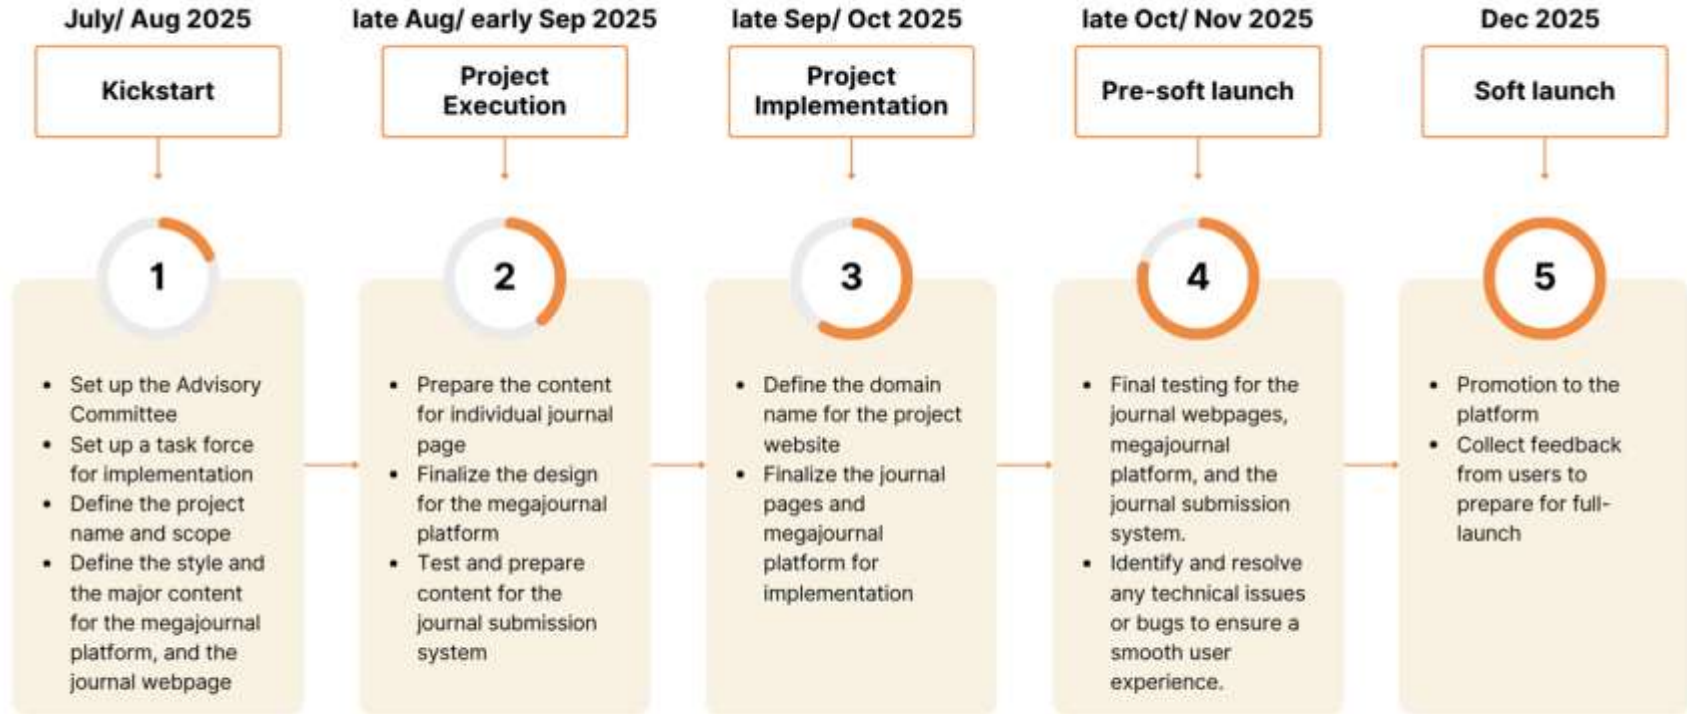 July/ Aug 2025
Kickstart
1
• Set up the Advisory
Committee
• Set up a task force
for implementation
• Define the project
name and scope
• Define the style and
the major content
for the megajournal
platform, and the
journal webpage
late Aug/ early Sep 2025
Project
Execution
2
• Prepare the content
for individual journal
page
• Finalize the design
for the megajournal
platform
• Test and prepare
content for the
journal submission
system
late Sep/ Oct 2025
Project
Implementation
3
• Define the domain
name for the project
website
• Finalize the journal
pages and
megajournal
platform for
implementation
late Oct/ Nov 2025
Pre-soft launch
4
• Final testing for the
journal webpages,
megajournal
platform, and the
journal submission
system.
• Identify and resolve
any technical issues
or bugs to ensure a
smooth user
experience.
Dec 2025
Soft launch
5
• Promotion to the
platform
• Collect feedback
from users to
prepare for full-
launch